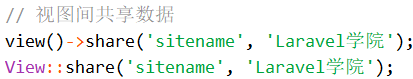 // 视图间共享数据
view()->share('sitename', 'Laravel学院');
View::share('sitename', 'Laravel学院');